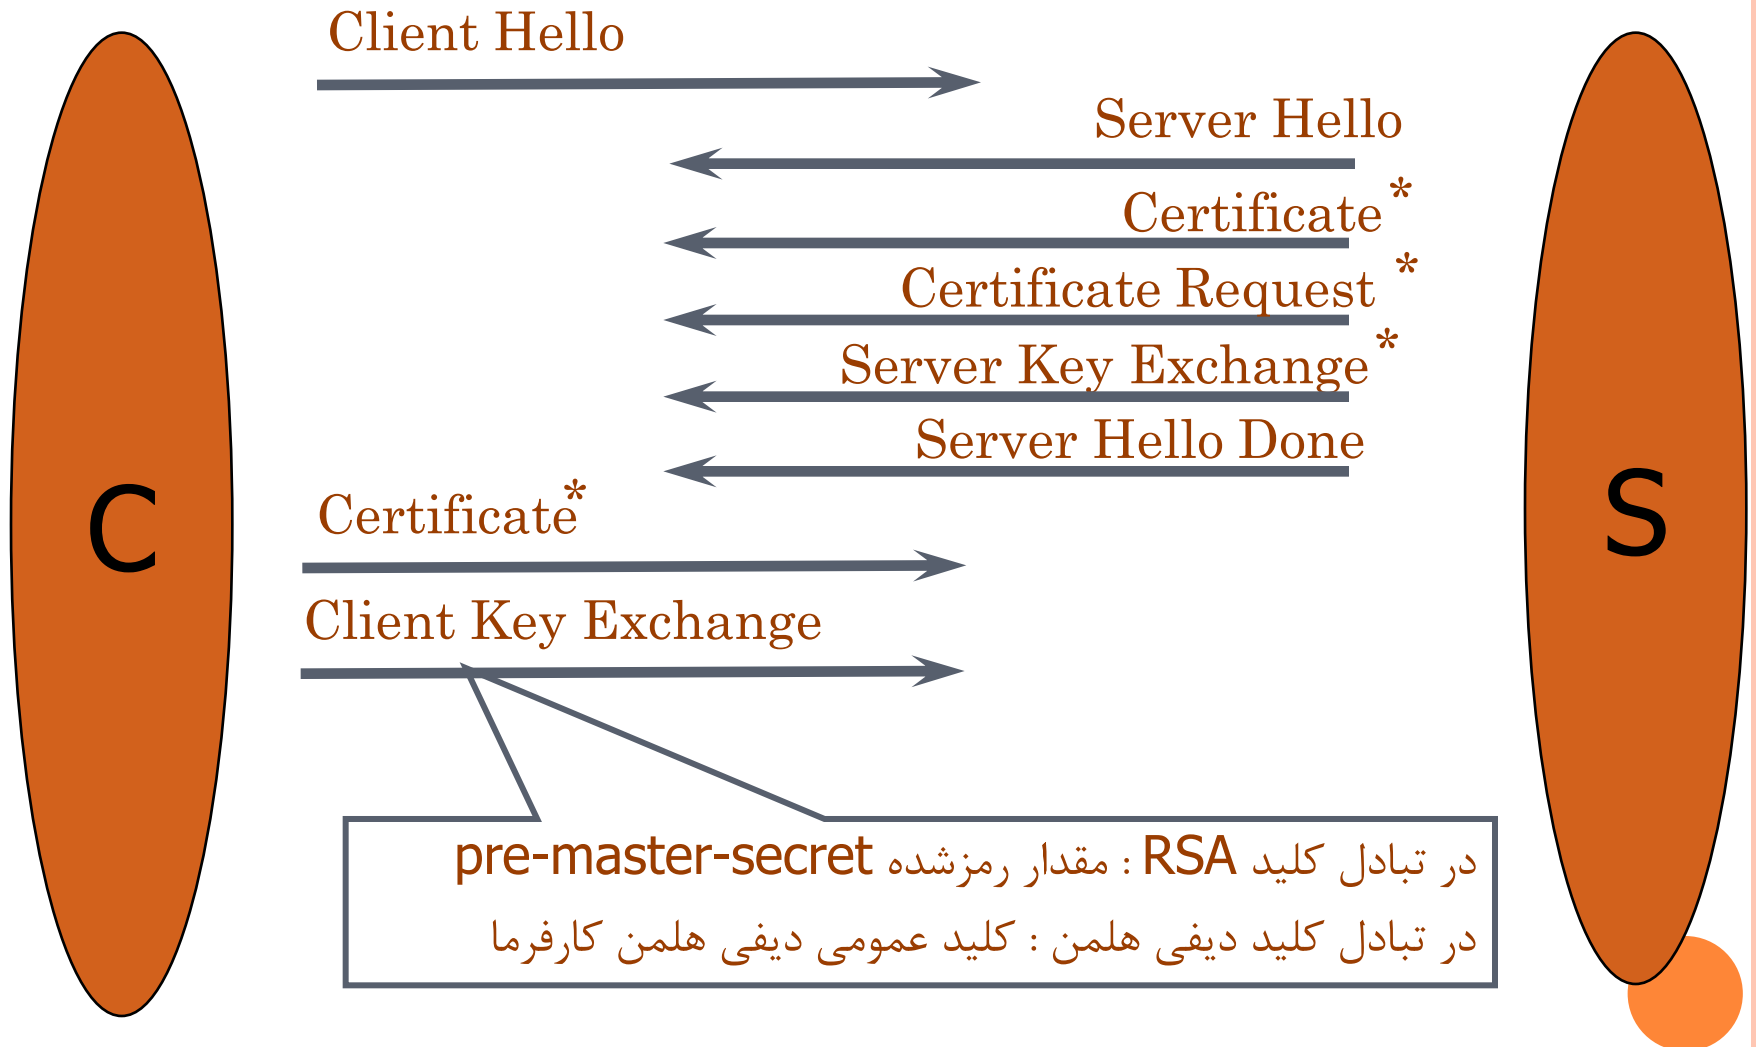 Client Hello
Server Hello
Certificate*
Certificate Request *
Server Key Exchange*
Server Hello Done
C
S
Certificate*
Client Key Exchange
در تبادل کلید RSA : مقدار رمزشده pre-master-secret
در تبادل کلید دیفی هلمن : کلید عمومی دیفی هلمن کارفرما